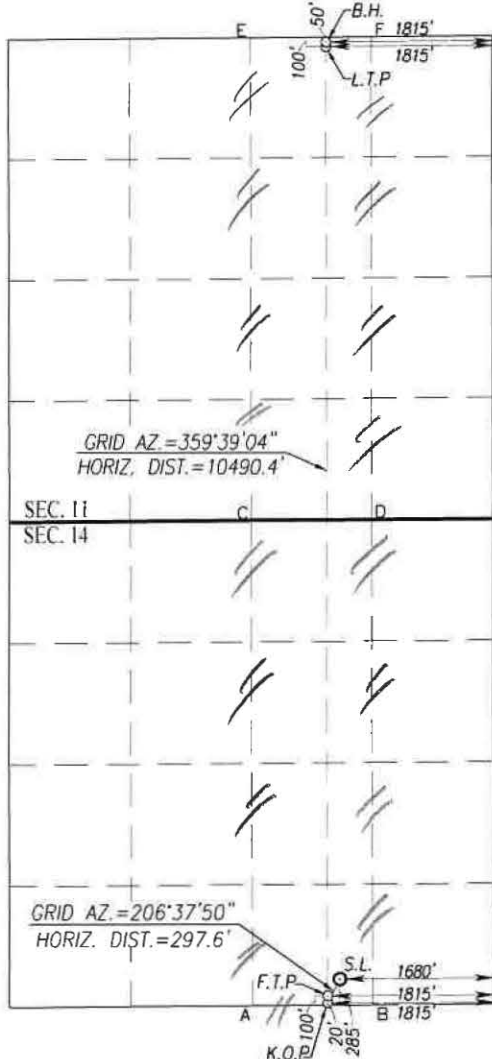 50'
B.H.
E
F
1815'
100'
1815'
L.T.P
GRID AZ.=359°39'04"
HORIZ. DIST.=10490.4'
SEC. 11
C
D
SEC. 14
GRID AZ.=206°37'50"
HORIZ. DIST.=297.6'
S.L.
1680'
F.T.P
1815'
A
100'
20'
285'
B
1815'
K.O.P